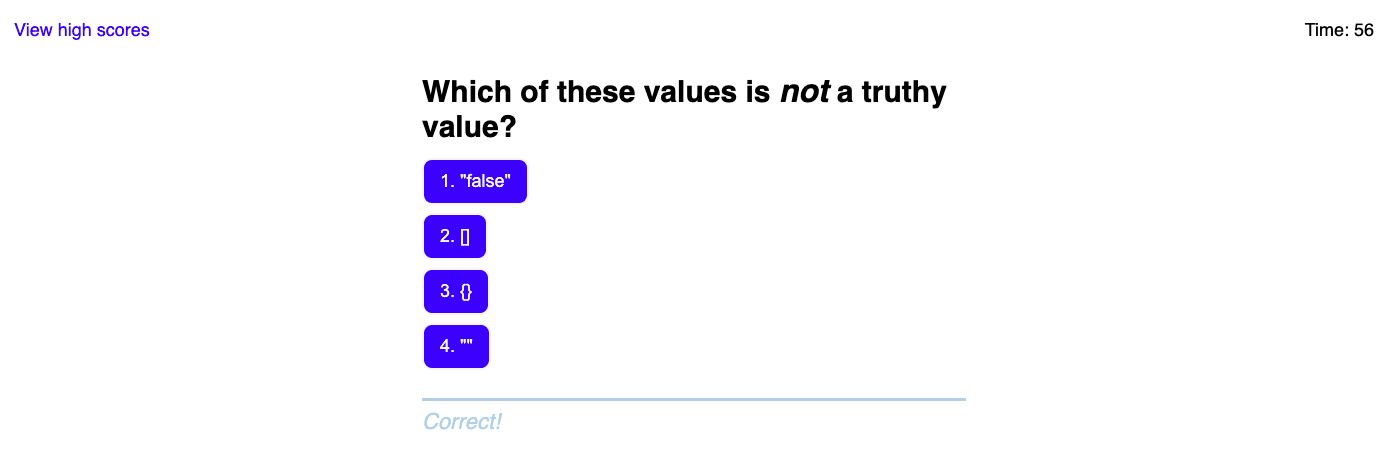 View high scores
Time: 56
Which of these values is not a truthy
value?
1. "false"
2. []
3. {}
4. ""
Correct!